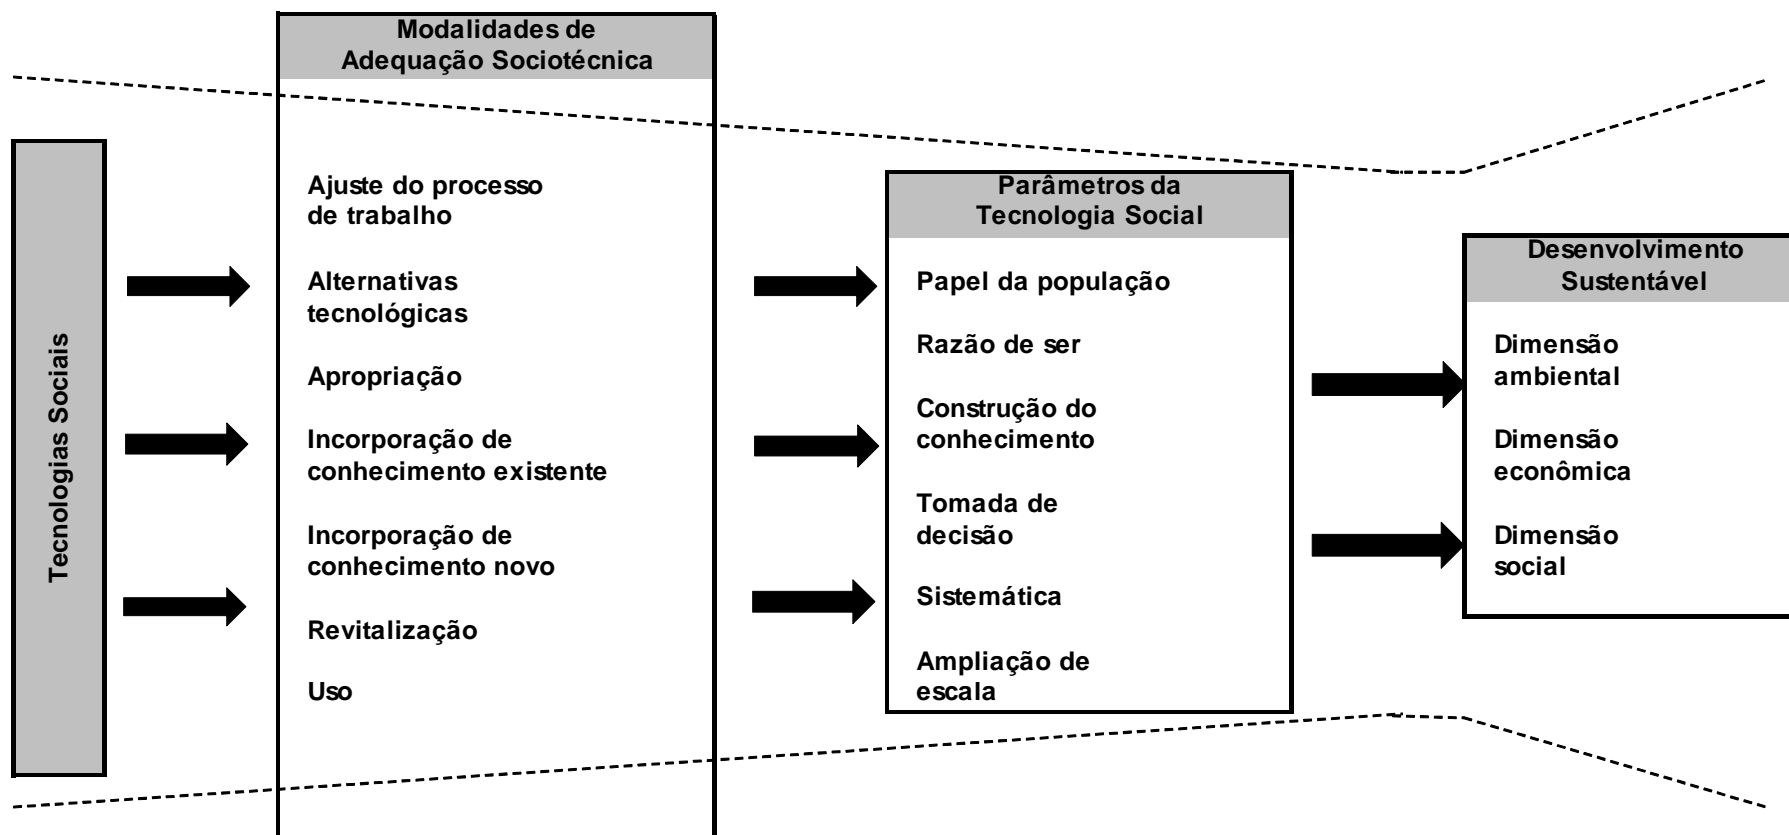 Tecnologias Sociais
Modalidades de
Adequação Sociotécnica
Ajuste do processo
de trabalho
Alternativas
tecnológicas
Apropriação
Incorporação de
conhecimento existente
Incorporação de
conhecimento novo
Revitalização
Uso
Parâmetros da
Tecnologia Social
Papel da população
Razão de ser
Construção do
conhecimento
Tomada de
decisão
Sistemática
Ampliação de
escala
Desenvolvimento
Sustentável
Dimensão
ambiental
Dimensão
econômica
Dimensão
social